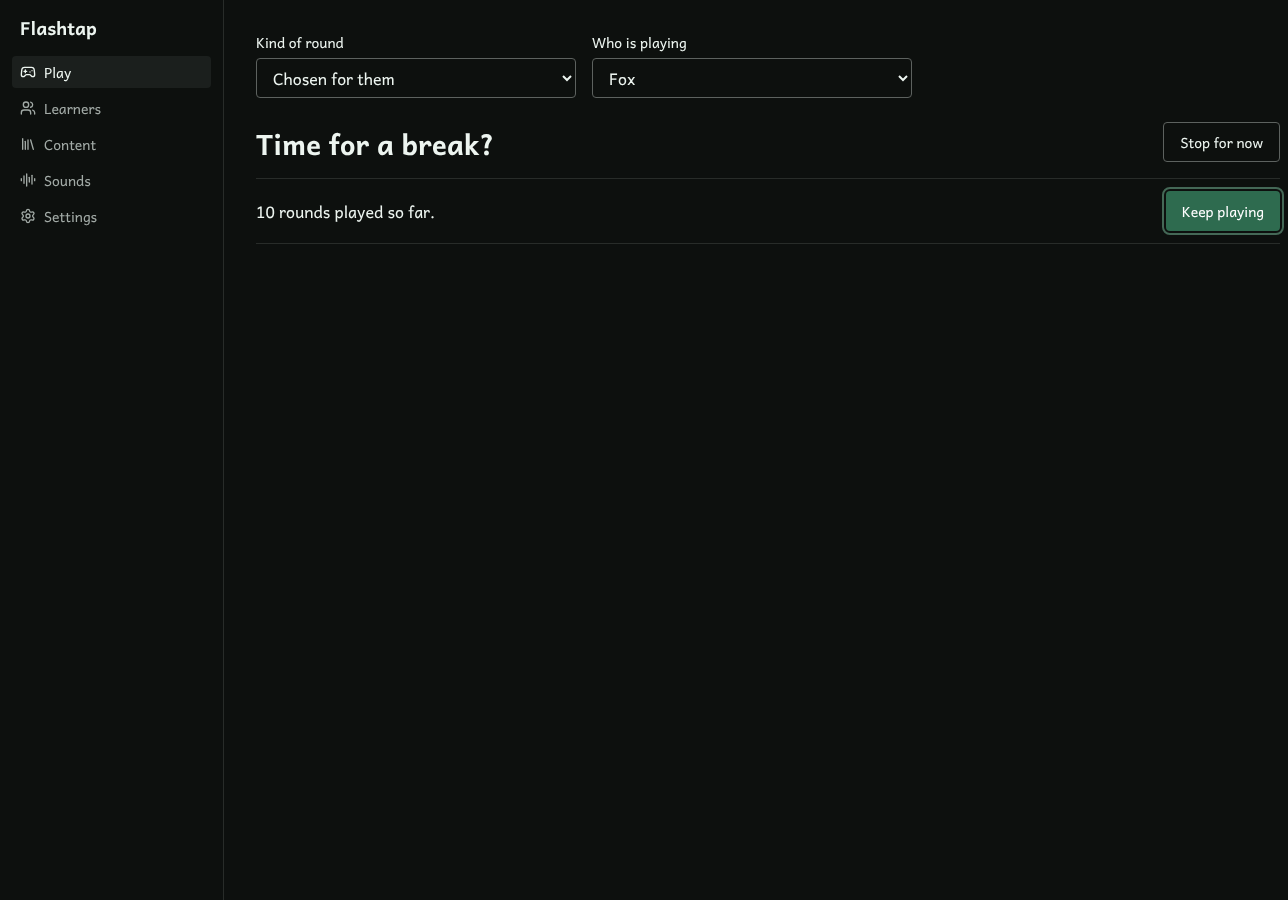 Flashtap
Play
Learners
Content
Sounds
Settings
Kind of round
Chosen for them
Who is playing
Fox
Time for a break?
Stop for now
10 rounds played so far.
Keep playing